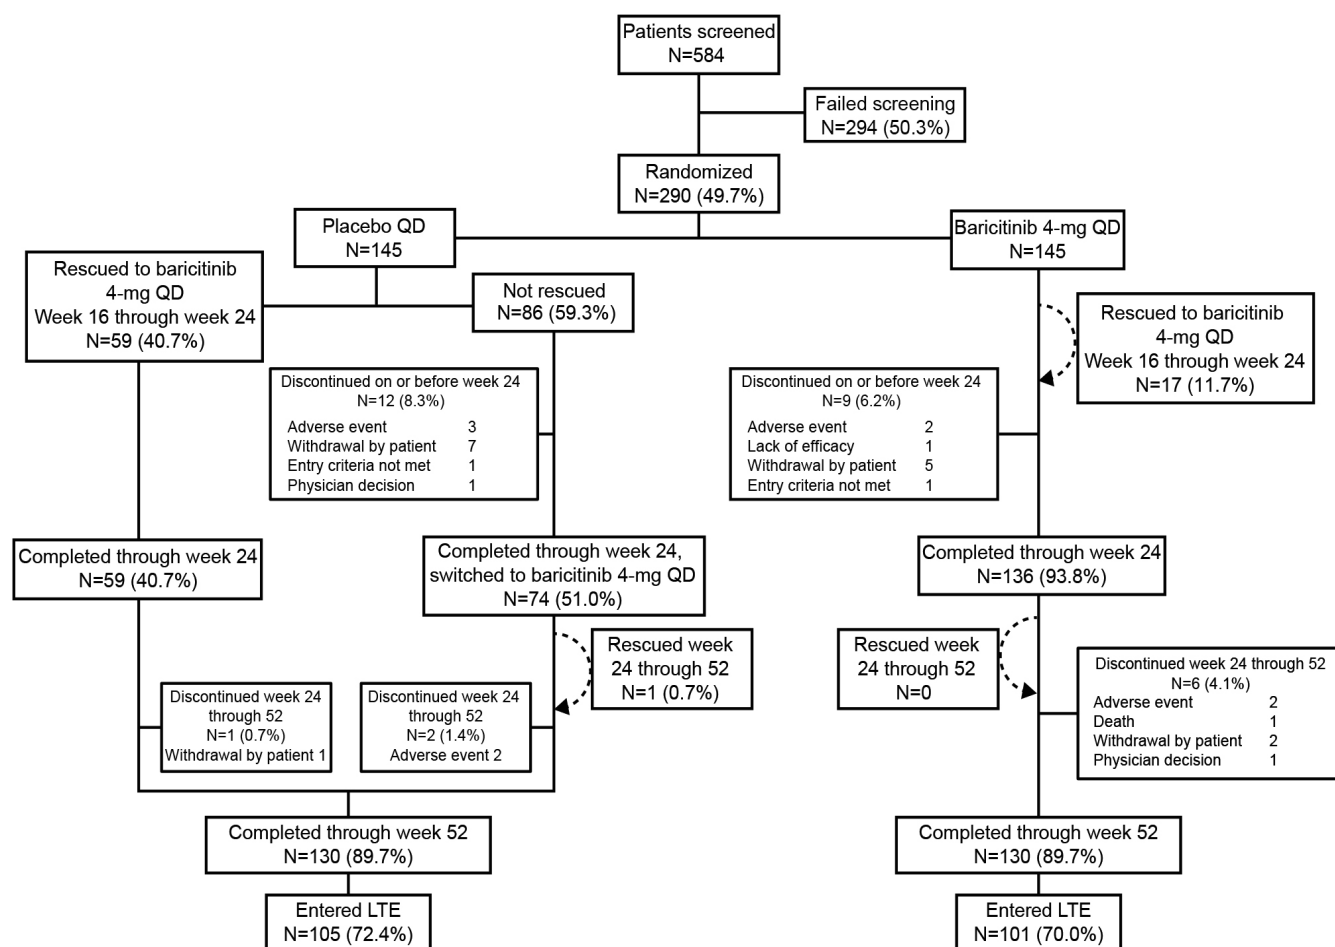 Patients screened
N=584
Failed screening
N=294 (50.3%)
Randomized
N=290 (49.7%)
Placebo QD
N=145
Baricitinib 4-mg QD
N=145
Rescued to baricitinib
4-mg QD
Week 16 through week 24
N=59 (40.7%)
Not rescued
N=86 (59.3%)
Rescued to baricitinib
4-mg QD
Week 16 through week 24
N=17 (11.7%)
Discontinued on or before week 24
N=12 (8.3%)
Adverse event 3
Withdrawal by patient 7
Entry criteria not met 1
Physician decision 1
Discontinued on or before week 24
N=9 (6.2%)
Adverse event 2
Lack of efficacy 1
Withdrawal by patient 5
Entry criteria not met 1
Completed through week 24
N=59 (40.7%)
Completed through week 24,
switched to baricitinib 4-mg QD
N=74 (51.0%)
Completed through week 24
N=136 (93.8%)
Rescued week
24 through 52
N=1 (0.7%)
Rescued week
24 through 52
N=0
Discontinued week 24
through 52
N=1 (0.7%)
Withdrawal by patient 1
Discontinued week 24
through 52
N=2 (1.4%)
Adverse event 2
Discontinued week 24 through 52
N=6 (4.1%)
Adverse event 2
Death 1
Withdrawal by patient 2
Physician decision 1
Completed through week 52
N=130 (89.7%)
Completed through week 52
N=130 (89.7%)
Entered LTE
N=105 (72.4%)
Entered LTE
N=101 (70.0%)